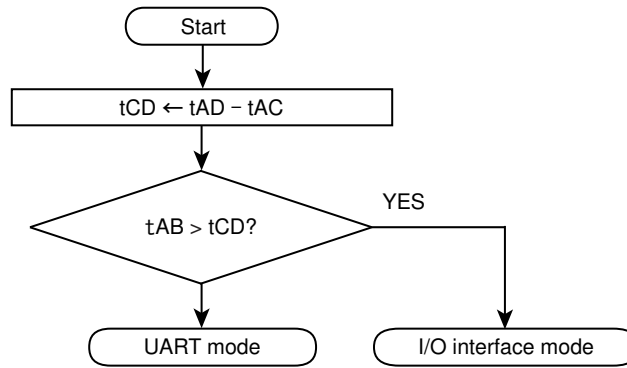 Start
tCD ← tAD − tAC
tAB > tCD?
YES
UART mode
I/O interface mode